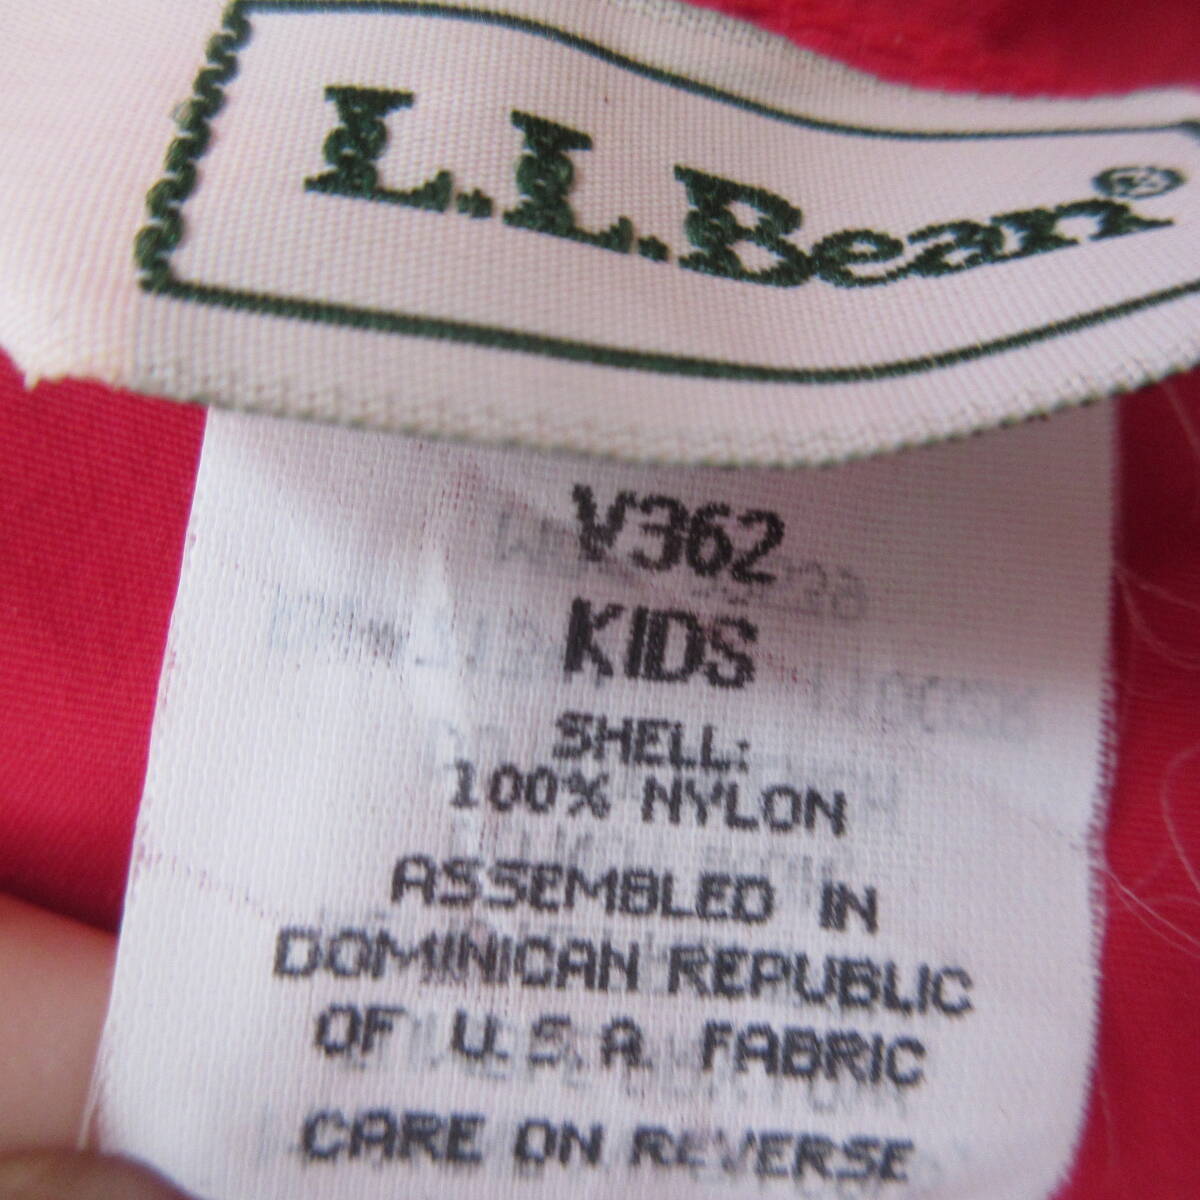 L.L.Bean®
V362
KIDS
SHELL:
100% NYLON
ASSEMBLED IN
DOMINICAN REPUBLIC
OF U.S.A. FABRIC
CARE ON REVERSE